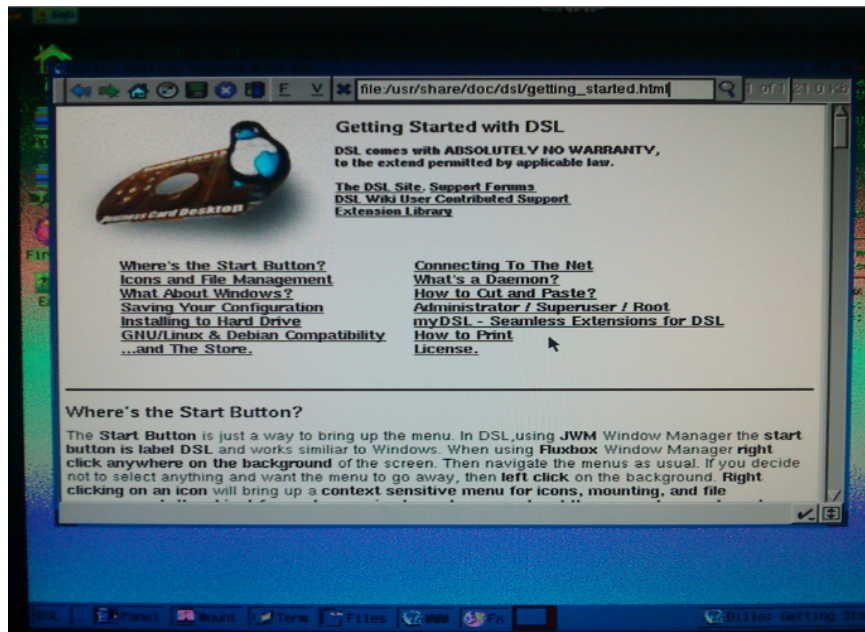 F V file:/usr/share/doc/dsl/getting_started.html 1 of 1 21.0 Kb
Getting Started with DSL
DSL comes with ABSOLUTELY NO WARRANTY,
to the extend permitted by applicable law.
The DSL Site, Support Forums
DSL Wiki User Contributed Support
Extension Library
Business Card Desktop
Where's the Start Button?
Icons and File Management
What About Windows?
Saving Your Configuration
Installing to Hard Drive
GNU/Linux & Debian Compatibility
...and The Store.
Connecting To The Net
What's a Daemon?
How to Cut and Paste?
Administrator / Superuser / Root
myDSL - Seamless Extensions for DSL
How to Print
License.
Where's the Start Button?
The Start Button is just a way to bring up the menu. In DSL,using JWM Window Manager the start
button is label DSL and works similiar to Windows. When using Fluxbox Window Manager right
click anywhere on the background of the screen. Then navigate the menus as usual. If you decide
not to select anything and want the menu to go away, then left click on the background. Right
clicking on an icon will bring up a context sensitive menu for icons, mounting, and file
DSL Panel Mount Term Files WWW Fx Dillo: Getting Sta